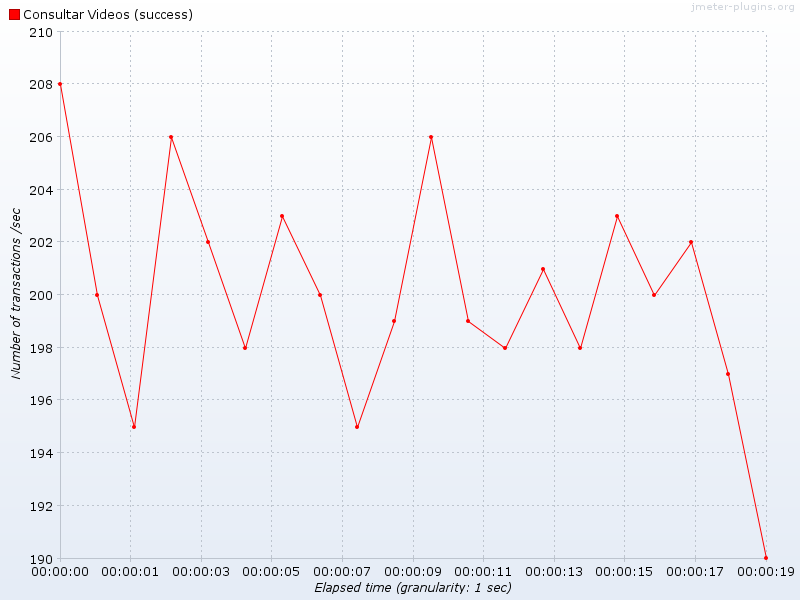 jmeter-plugins.org
Consultar Videos (success)
210
208
206
204
202
200
198
196
194
192
190
Number of transactions /sec
00:00:00 00:00:01 00:00:03 00:00:05 00:00:07 00:00:09 00:00:11 00:00:13 00:00:15 00:00:17 00:00:19
Elapsed time (granularity: 1 sec)